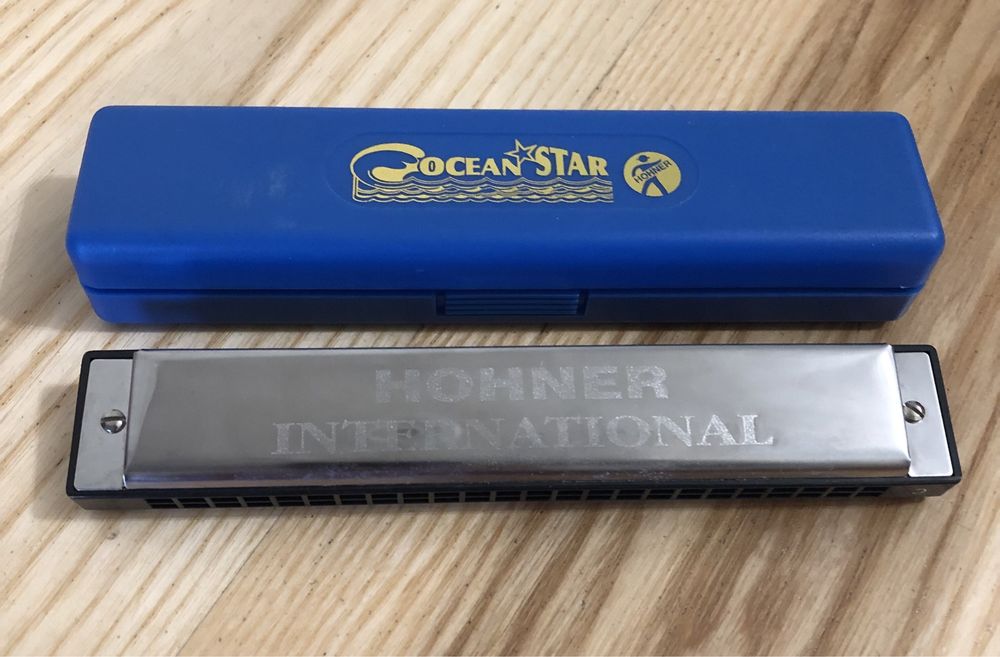 OCEAN STAR
HOHNER
HOHNER
INTERNATIONAL